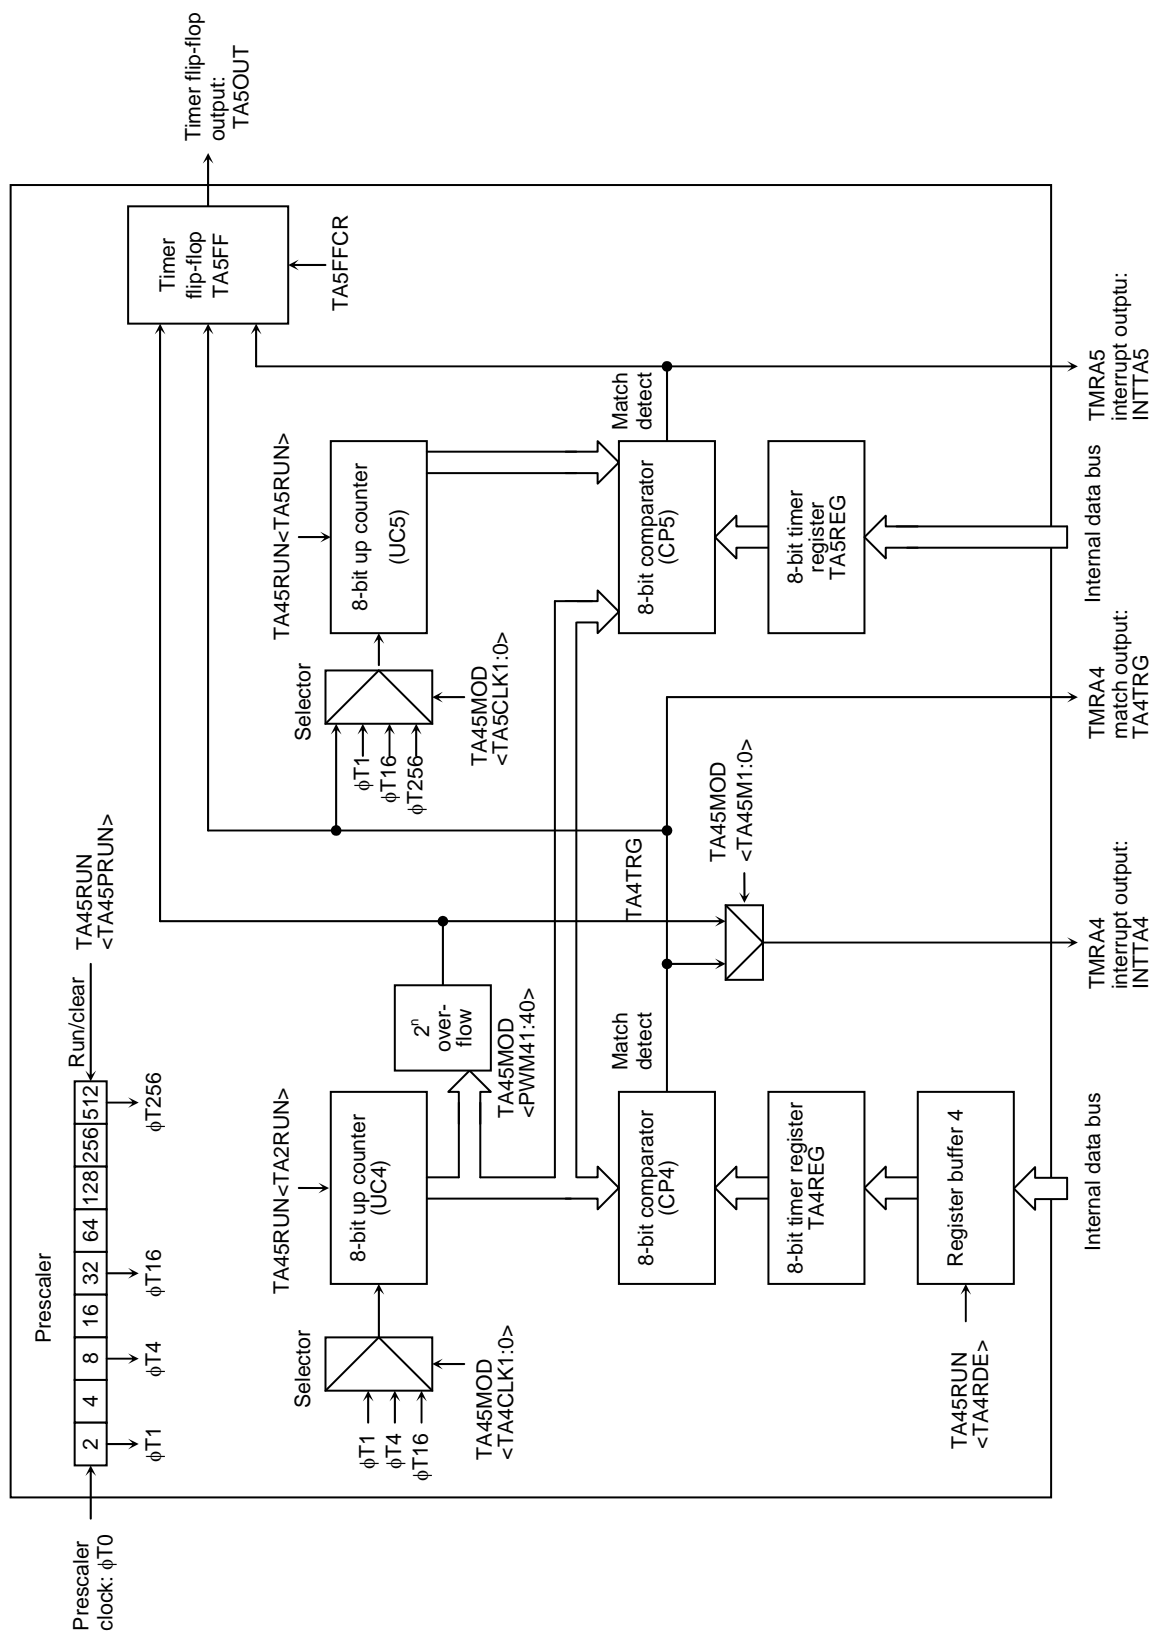 Prescaler
Prescaler
clock: ϕT0
2
4
8
16
32
64
128
256
512
Run/clear
TA45RUN
<TA45PRUN>
ϕT1
ϕT4
ϕT16
ϕT256
Timer flip-flop
output:
TA5OUT
Timer
flip-flop
TA5FF
TA5FFCR
Selector
ϕT1
ϕT4
ϕT16
TA45MOD
<TA4CLK1:0>
TA45RUN<TA2RUN>
8-bit up counter
(UC4)
2n
over-
flow
TA45MOD
<PWM41:40>
Selector
ϕT1
ϕT16
ϕT256
TA45MOD
<TA5CLK1:0>
TA45RUN<TA5RUN>
8-bit up counter
(UC5)
8-bit comparator
(CP4)
Match
detect
TA4TRG
8-bit comparator
(CP5)
Match
detect
8-bit timer register
TA4REG
TA45MOD
<TA45M1:0>
8-bit timer
register
TA5REG
TA45RUN
<TA4RDE>
Register buffer 4
Internal data bus
TMRA4
interrupt output:
INTTA4
TMRA4
match output:
TA4TRG
Internal data bus
TMRA5
interrupt outptu:
INTTA5